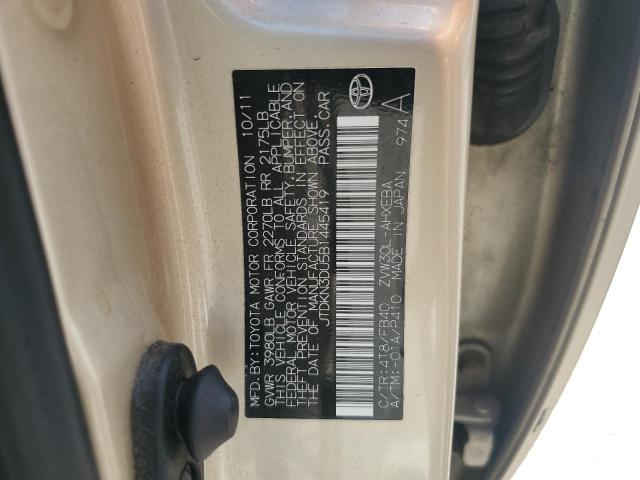 MFD.BY:TOYOTA MOTOR CORPORATION 10/11
GVWR 3980LB GAWR FR 2270LB RR 2175LB
THIS VEHICLE CONFORMS TO ALL APPLICABLE
FEDERAL MOTOR VEHICLE SAFETY, BUMPER, AND
THEFT PREVENTION STANDARDS IN EFFECT ON
THE DATE OF MANUFACTURE SHOWN ABOVE.
JTDKN3DU5B1445419 PASS.CAR
C/TR:4T8/FB40 ZVW30L-AHXEBA
A/TM:-01A/P410 MADE IN JAPAN 974 A